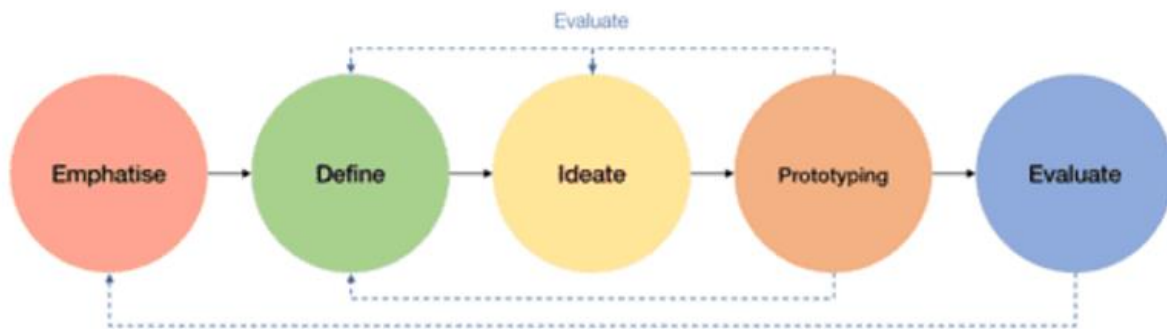 Evaluate
Emphatise
Define
Ideate
Prototyping
Evaluate